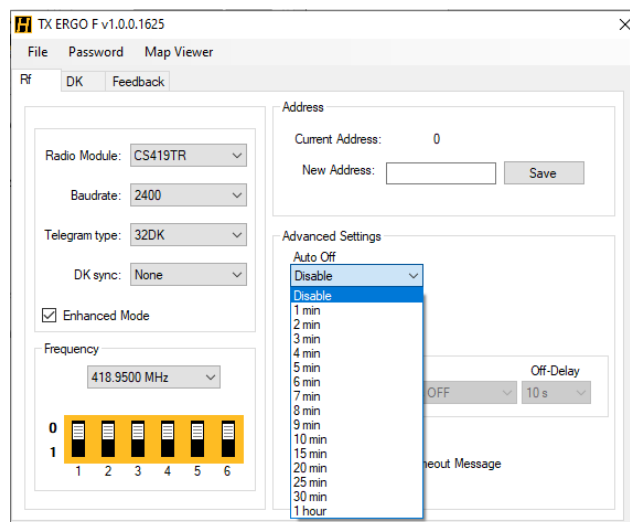 TX ERGO F v1.0.0.1625
File Password Map Viewer
Rf DK Feedback
Radio Module: CS419TR
Baudrate: 2400
Telegram type: 32DK
DK sync: None
Enhanced Mode
Frequency
418.9500 MHz
0
1
1 2 3 4 5 6
Address
Current Address: 0
New Address: Save
Advanced Settings
Auto Off
Disable
Disable
1 min
2 min
3 min
4 min
5 min
6 min
7 min
8 min
9 min
10 min
15 min
20 min
25 min
30 min
1 hour
Off-Delay
OFF 10 s
eout Message